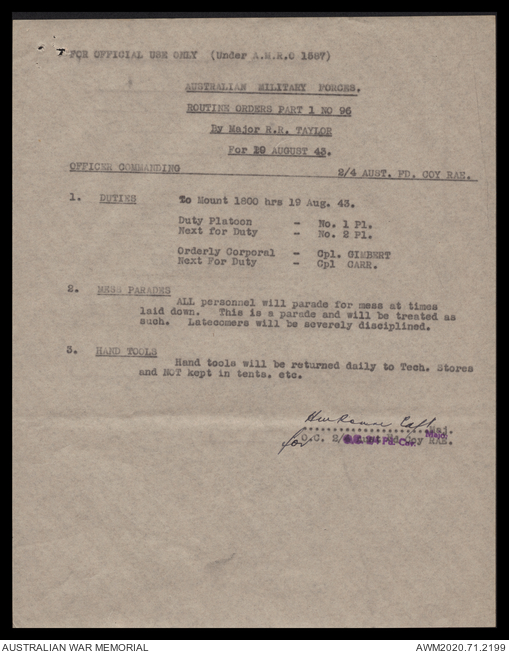 FOR OFFICIAL USE ONLY (Under A.M.R.O 1587)
AUSTRALIAN MILITARY FORCES.
ROUTINE ORDERS PART 1 NO 96
By Major R.R. TAYLOR
For 19 AUGUST 43.
OFFICER COMMANDING 2/4 AUST. FD. COY RAE.
1. DUTIES To Mount 1800 hrs 19 Aug. 43.
Duty Platoon - No. 1 Pl.
Next for Duty - No. 2 Pl.
Orderly Corporal - Cpl. GIMBERT
Next For Duty - Cpl CARR.
2. MESS PARADES
ALL personnel will parade for mess at times
laid down. This is a parade and will be treated as
such. Latecomers will be severely disciplined.
3. HAND TOOLS
Hand tools will be returned daily to Tech. Stores
and NOT kept in tents. etc.
Capt
Maj.
for O.C. 2/4 Aust Fd Coy RAE.
Major
AUSTRALIAN WAR MEMORIAL AWM2020.71.2199